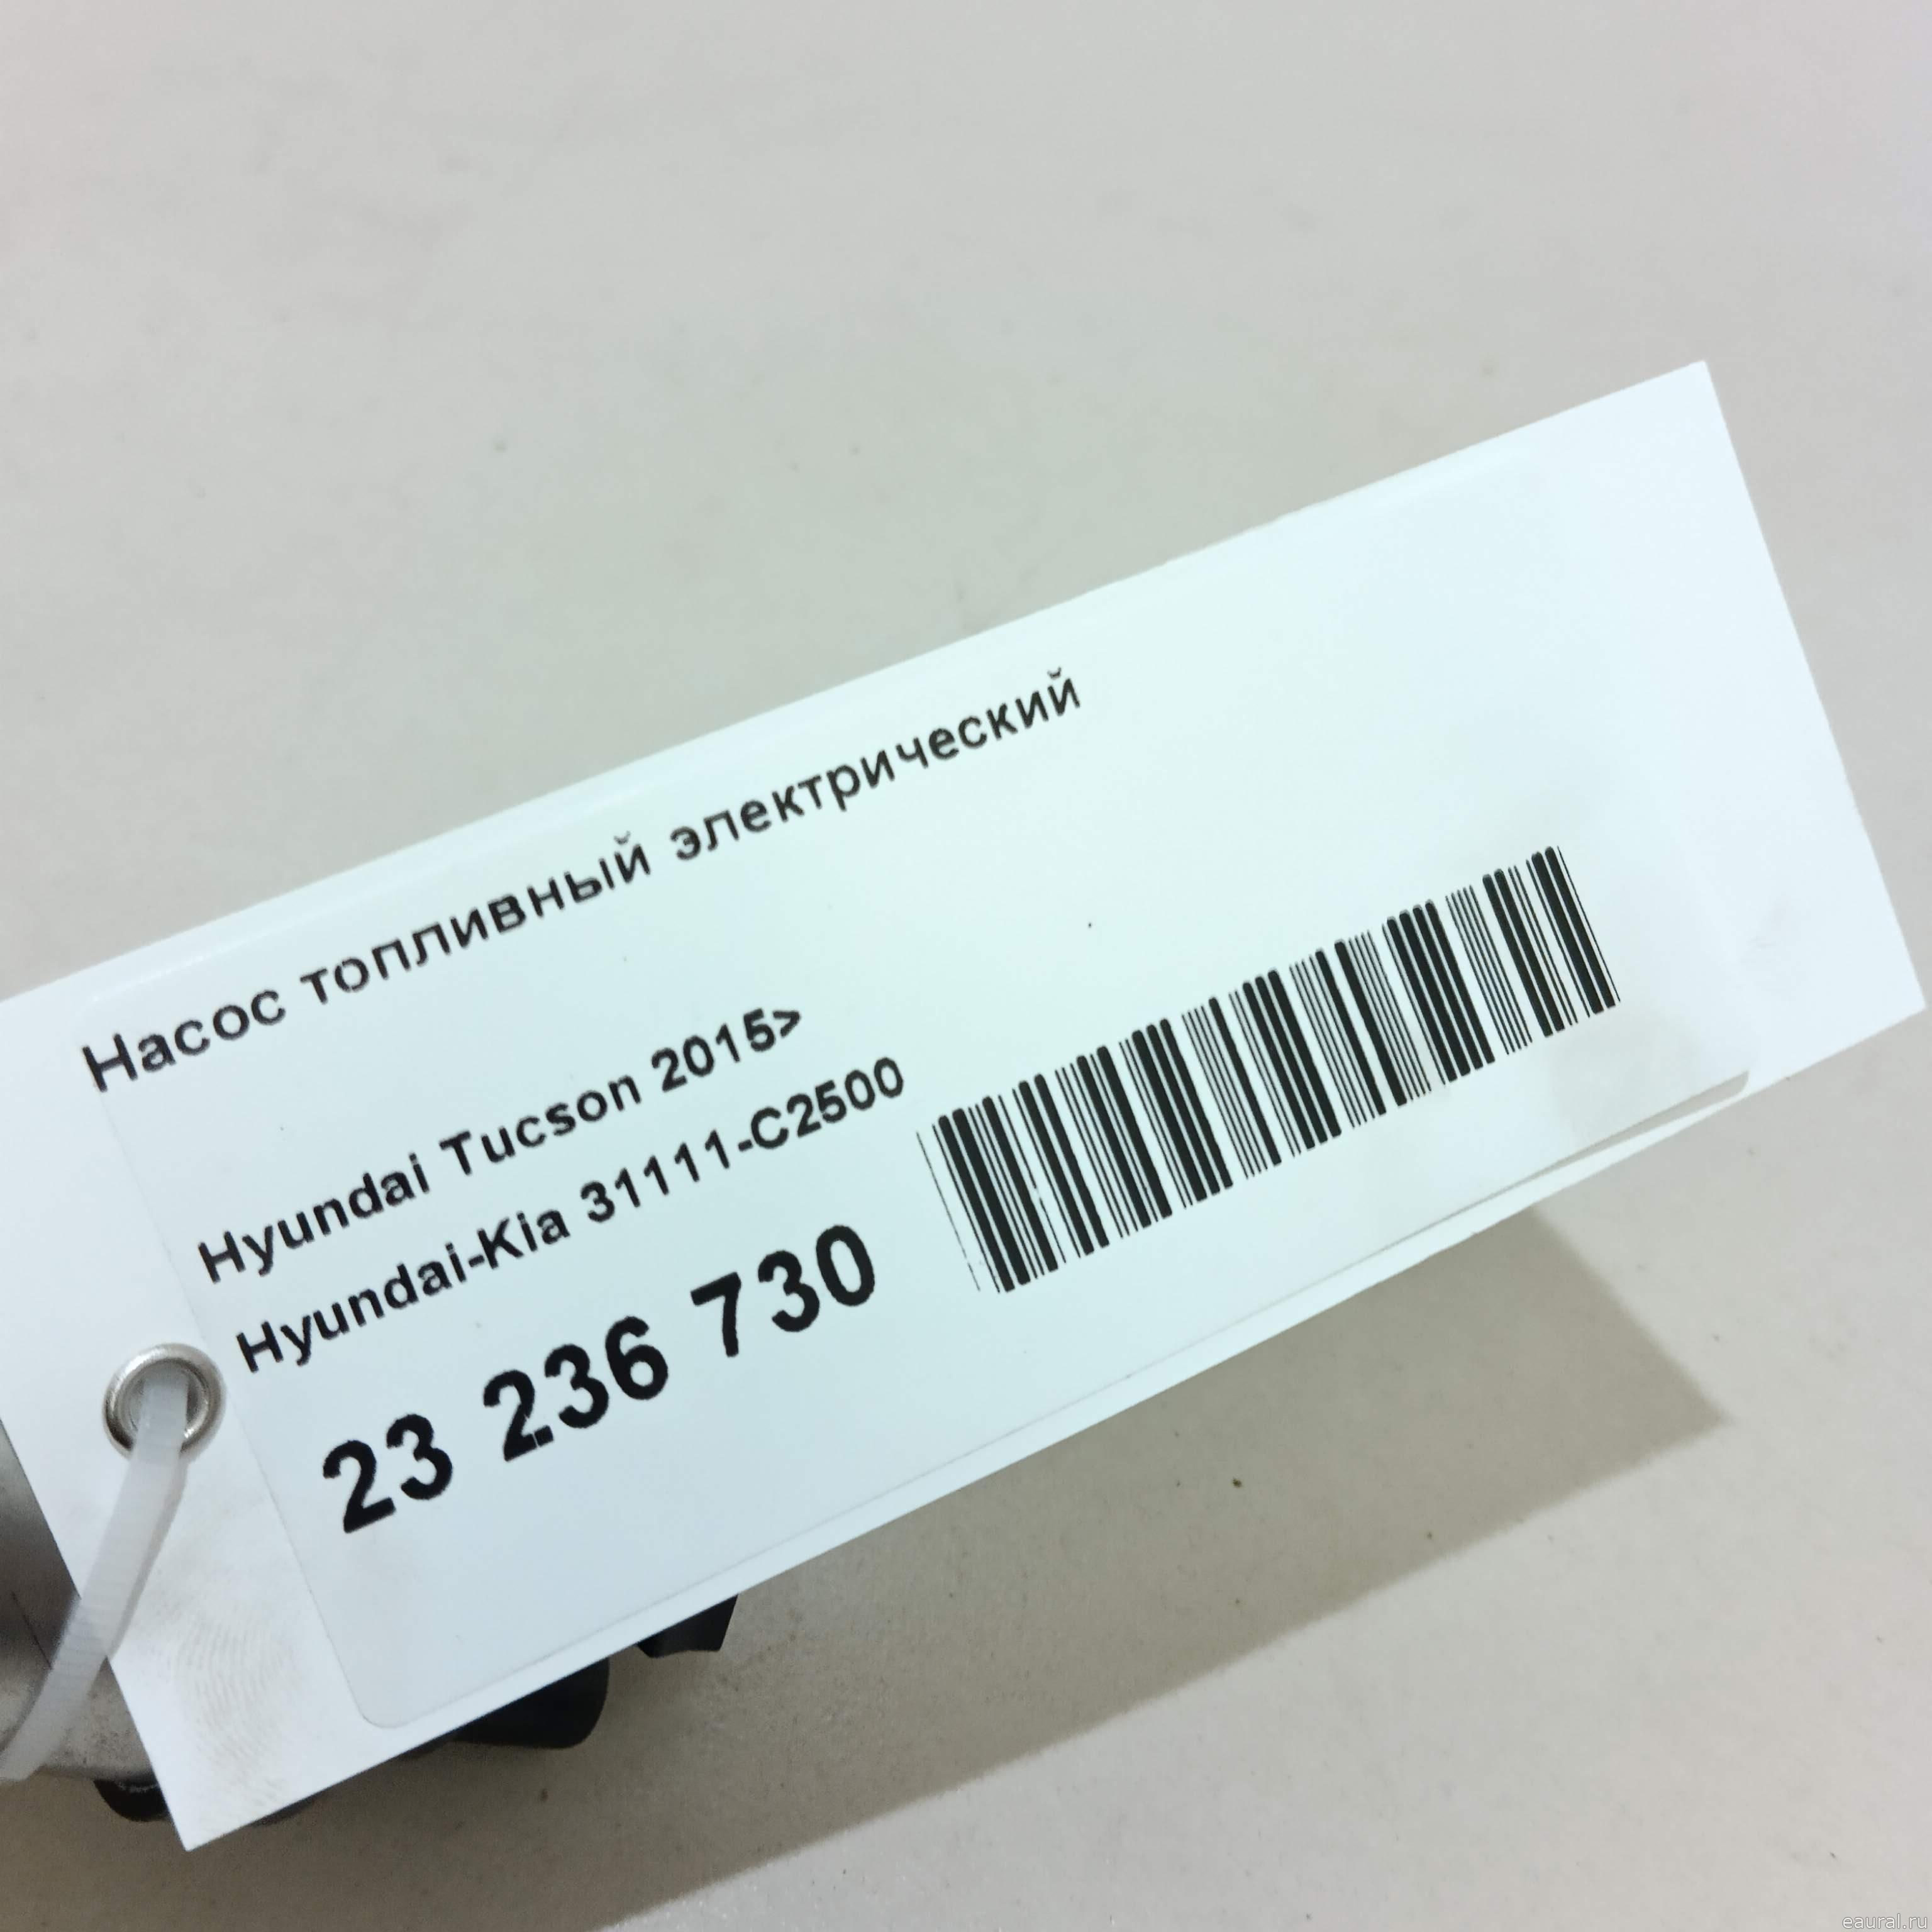 Насос топливный электрический
Hyundai Tucson 2015>
Hyundai-Kia 31111-C2500
23 236 730
eaural.ru